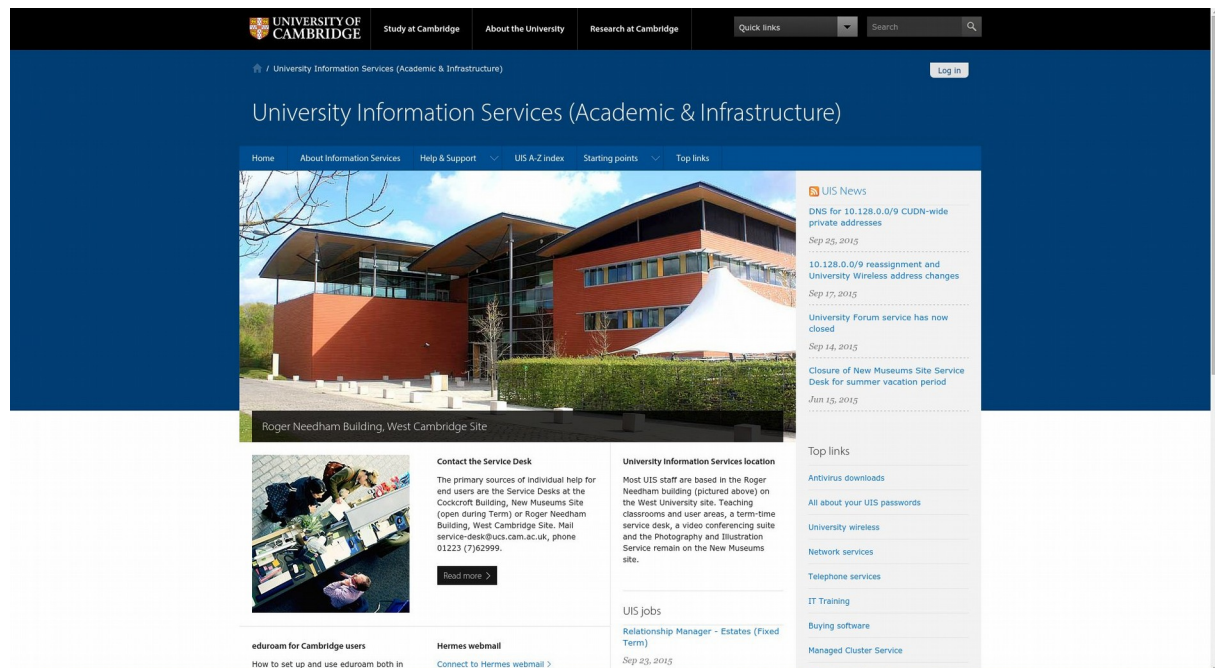 UNIVERSITY OF
CAMBRIDGE
Study at Cambridge
About the University
Research at Cambridge
Quick links
Search
/ University Information Services (Academic & Infrastructure)
Log in
University Information Services (Academic & Infrastructure)
Home
About Information Services
Help & Support
UIS A-Z index
Starting points
Top links
Roger Needham Building, West Cambridge Site
Contact the Service Desk
The primary sources of individual help for
end users are the Service Desks at the
Cockcroft Building, New Museums Site
(open during Term) or Roger Needham
Building, West Cambridge Site. Mail
service-desk@ucs.cam.ac.uk, phone
01223 (7)62999.
Read more >
University Information Services location
Most UIS staff are based in the Roger
Needham building (pictured above) on
the West University site. Teaching
classrooms and user areas, a term-time
service desk, a video conferencing suite
and the Photography and Illustration
Service remain on the New Museums
site.
UIS jobs
Relationship Manager - Estates (Fixed
Term)
Sep 23, 2015
eduroam for Cambridge users
How to set up and use eduroam both in
Hermes webmail
Connect to Hermes webmail >
UIS News
DNS for 10.128.0.0/9 CUDN-wide
private addresses
Sep 25, 2015
10.128.0.0/9 reassignment and
University Wireless address changes
Sep 17, 2015
University Forum service has now
closed
Sep 14, 2015
Closure of New Museums Site Service
Desk for summer vacation period
Jun 15, 2015
Top links
Antivirus downloads
All about your UIS passwords
University wireless
Network services
Telephone services
IT Training
Buying software
Managed Cluster Service